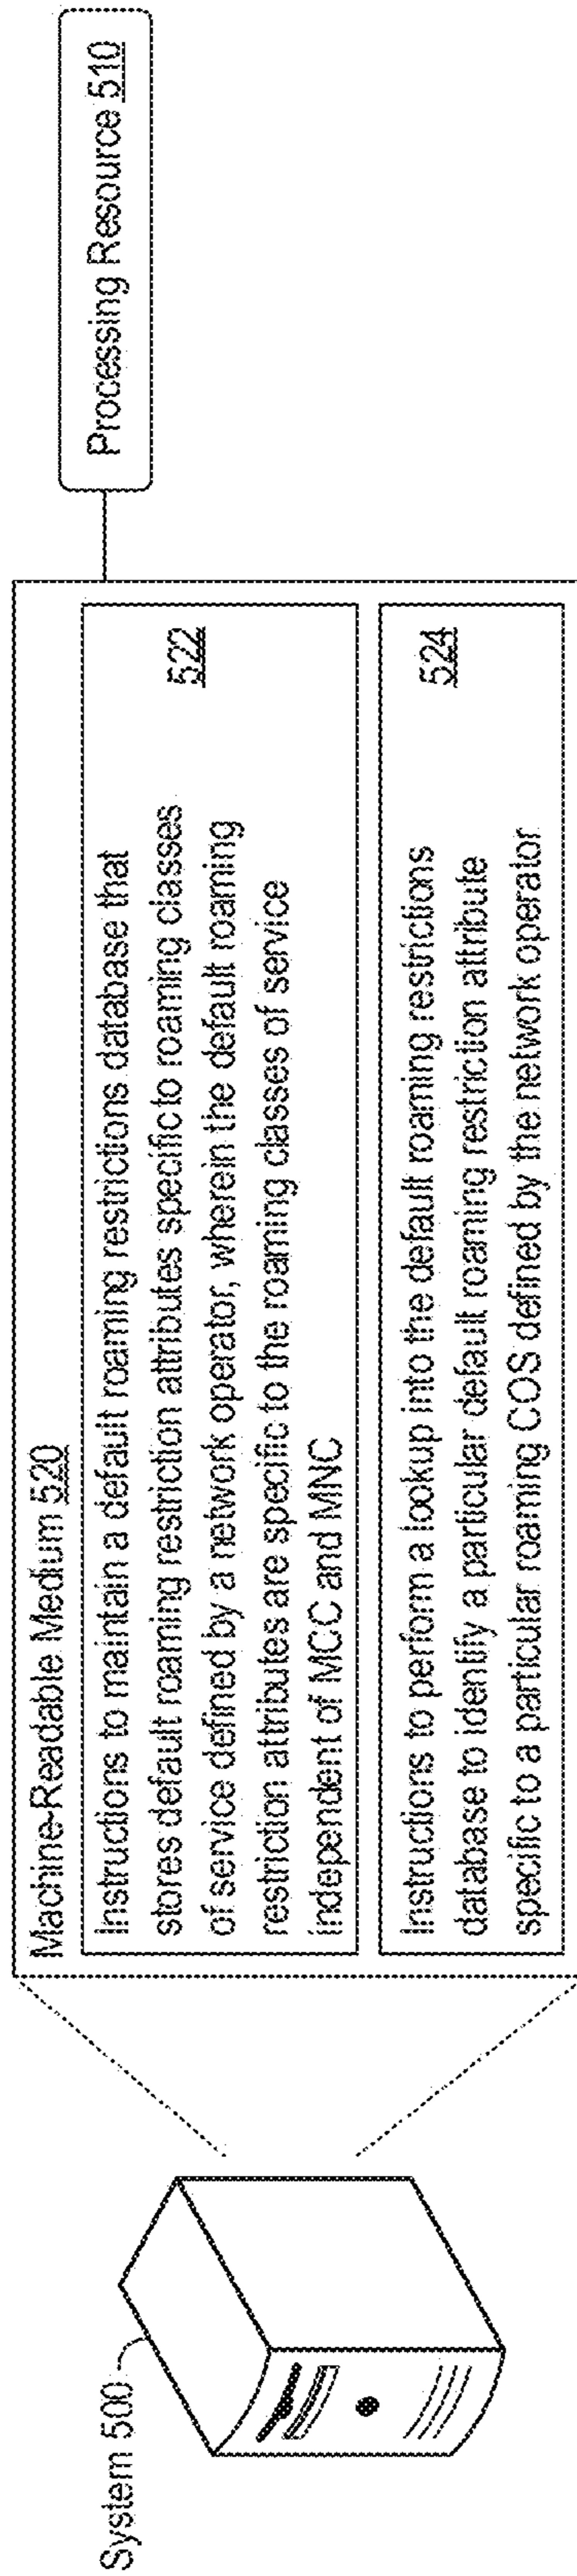 System 500
Machine-Readable Medium 520
Instructions to maintain a default roaming restrictions database that
stores default roaming restriction attributes specific to roaming classes
of service defined by a network operator, wherein the default roaming
restriction attributes are specific to the roaming classes of service
independent of MCC and MNC
522
Instructions to perform a lookup into the default roaming restrictions
database to identify a particular default roaming restriction attribute
specific to a particular roaming COS defined by the network operator
524
Processing Resource 510